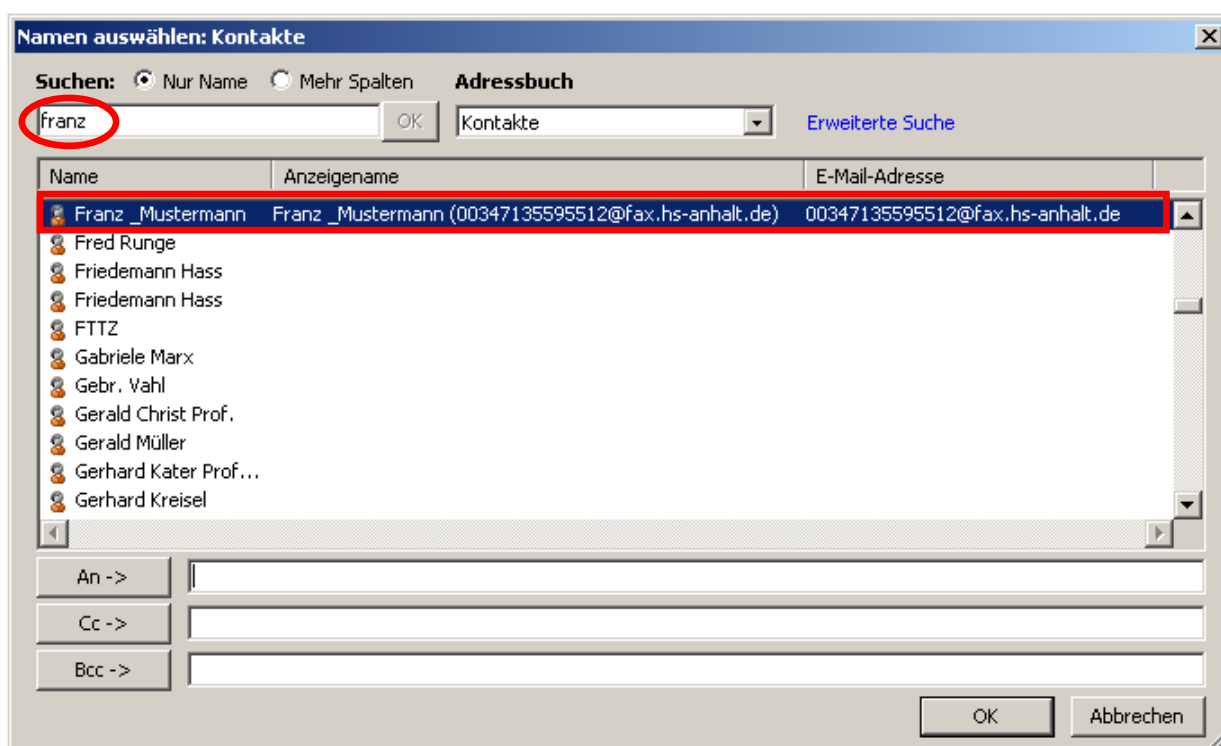 Namen auswählen: Kontakte
Suchen: Nur Name Mehr Spalten Adressbuch
franz OK Kontakte Erweiterte Suche
Name Anzeigename E-Mail-Adresse
Franz _Mustermann Franz _Mustermann (00347135595512@fax.hs-anhalt.de) 00347135595512@fax.hs-anhalt.de
Fred Runge
Friedemann Hass
Friedemann Hass
FTTZ
Gabriele Marx
Gebr. Vahl
Gerald Christ Prof.
Gerald Müller
Gerhard Kater Prof...
Gerhard Kreisel
An ->
Cc ->
Bcc ->
OK Abbrechen